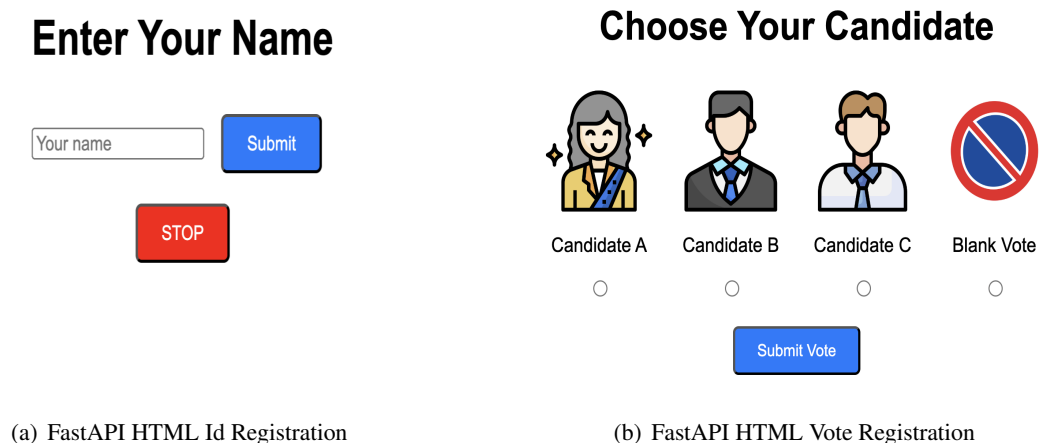 Enter Your Name
Your name
Submit
STOP
(a) FastAPI HTML Id Registration
Choose Your Candidate
Candidate A
Candidate B
Candidate C
Blank Vote
Submit Vote
(b) FastAPI HTML Vote Registration